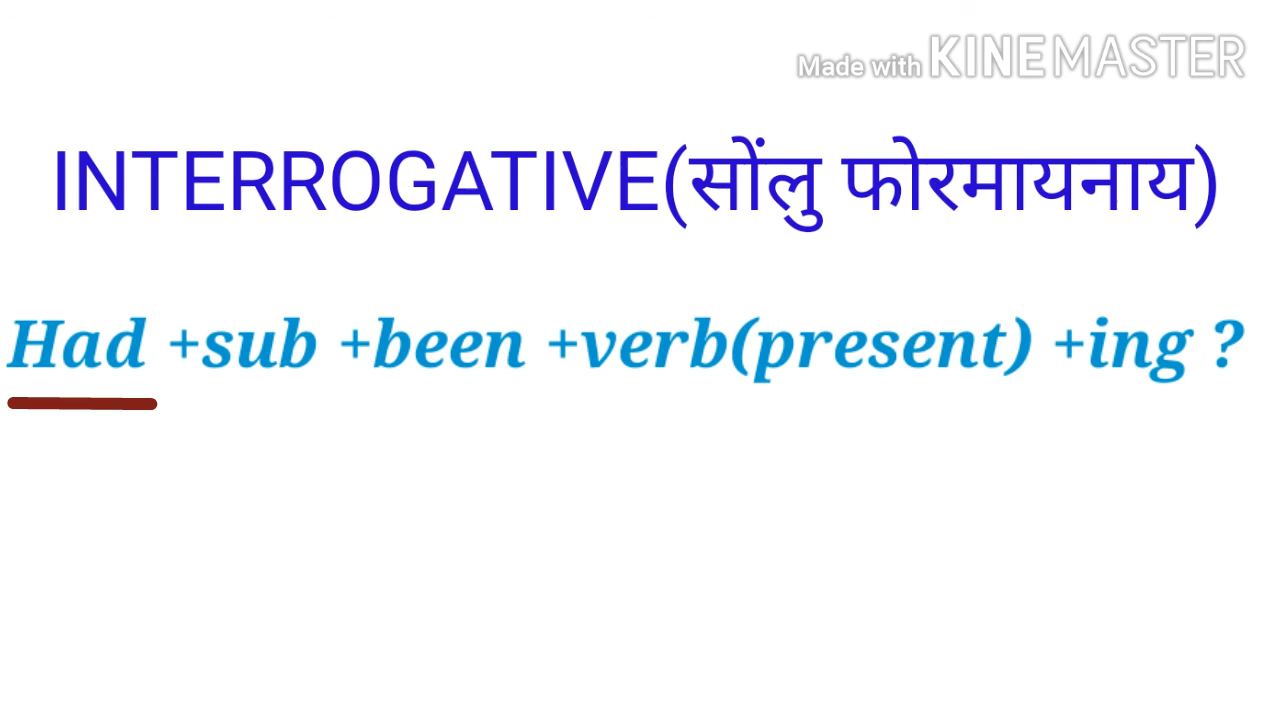 Made with KINEMASTER
INTERROGATIVE(सोंलु फोरमायनाय)
Had +sub +been +verb(present) +ing ?